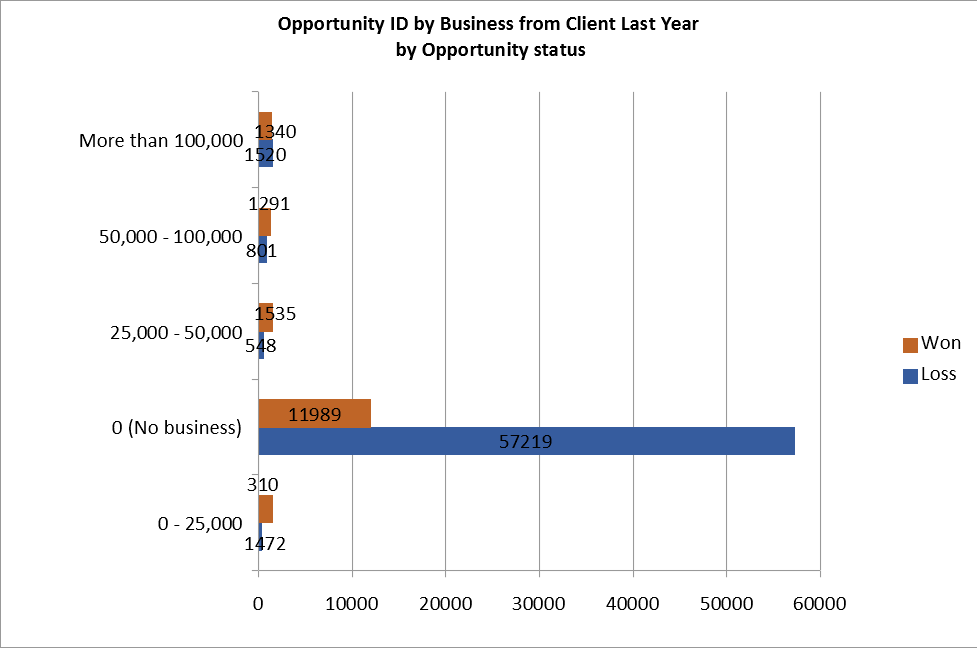 Opportunity ID by Business from Client Last Year
by Opportunity status
More than 100,000
1340
1520
50,000 - 100,000
1291
801
25,000 - 50,000
1535
548
0 (No business)
11989
57219
0 - 25,000
310
1472
Won
Loss
0 10000 20000 30000 40000 50000 60000